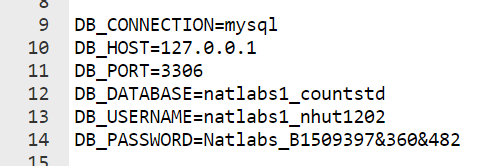 8
9 DB_CONNECTION=mysql
10 DB_HOST=127.0.0.1
11 DB_PORT=3306
12 DB_DATABASE=natlabs1_countstd
13 DB_USERNAME=natlabs1_nhut1202
14 DB_PASSWORD=Natlabs_B1509397&360&482
15